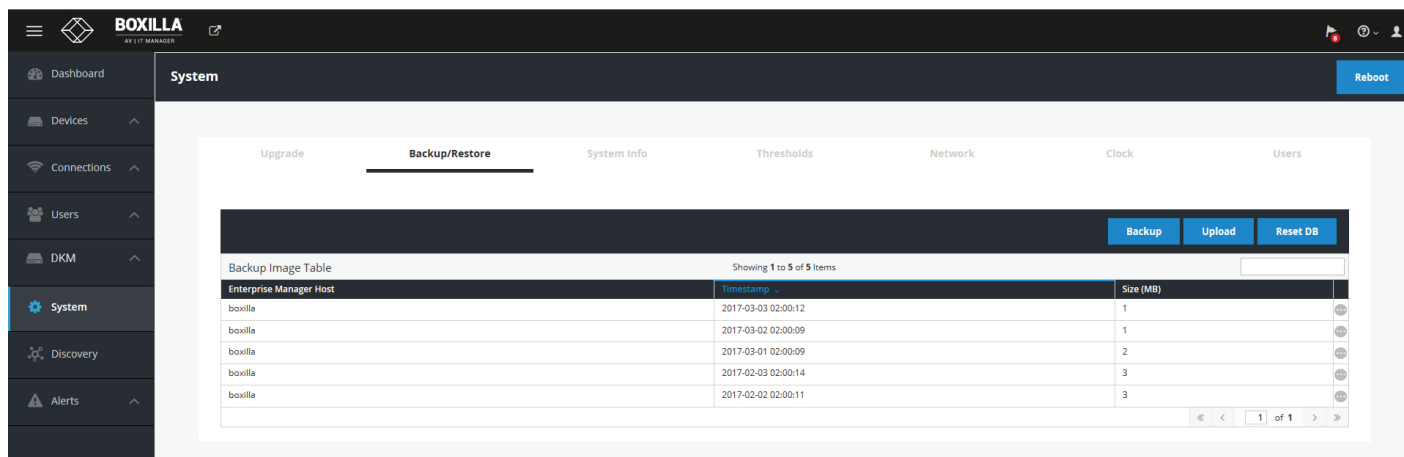 BOXILLA
AV | IT MANAGER
8
Dashboard
System
Reboot
Devices
Connections
Users
DKM
System
Discovery
Alerts
Upgrade Backup/Restore System Info Thresholds Network Clock Users
Backup Upload Reset DB
Backup Image Table Showing 1 to 5 of 5 Items
Enterprise Manager Host Timestamp Size (MB)
boxilla 2017-03-03 02:00:12 1
boxilla 2017-03-02 02:00:09 1
boxilla 2017-03-01 02:00:09 2
boxilla 2017-02-03 02:00:14 3
boxilla 2017-02-02 02:00:11 3
« < 1 of 1 > »